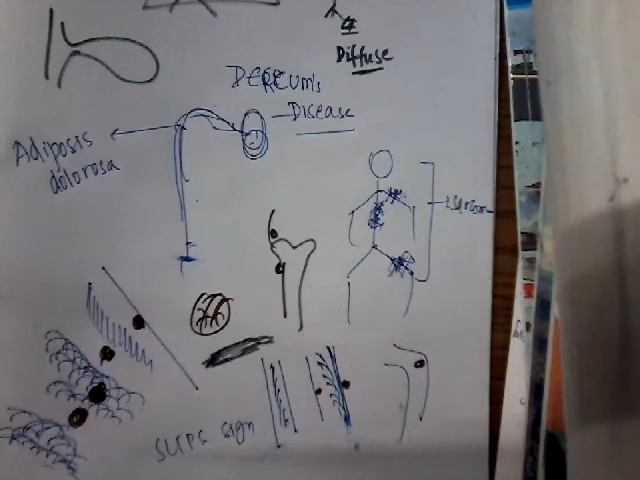 Diffuse
DERCUM's
Disease
Adiposis
dolorosa
SLIPS sign